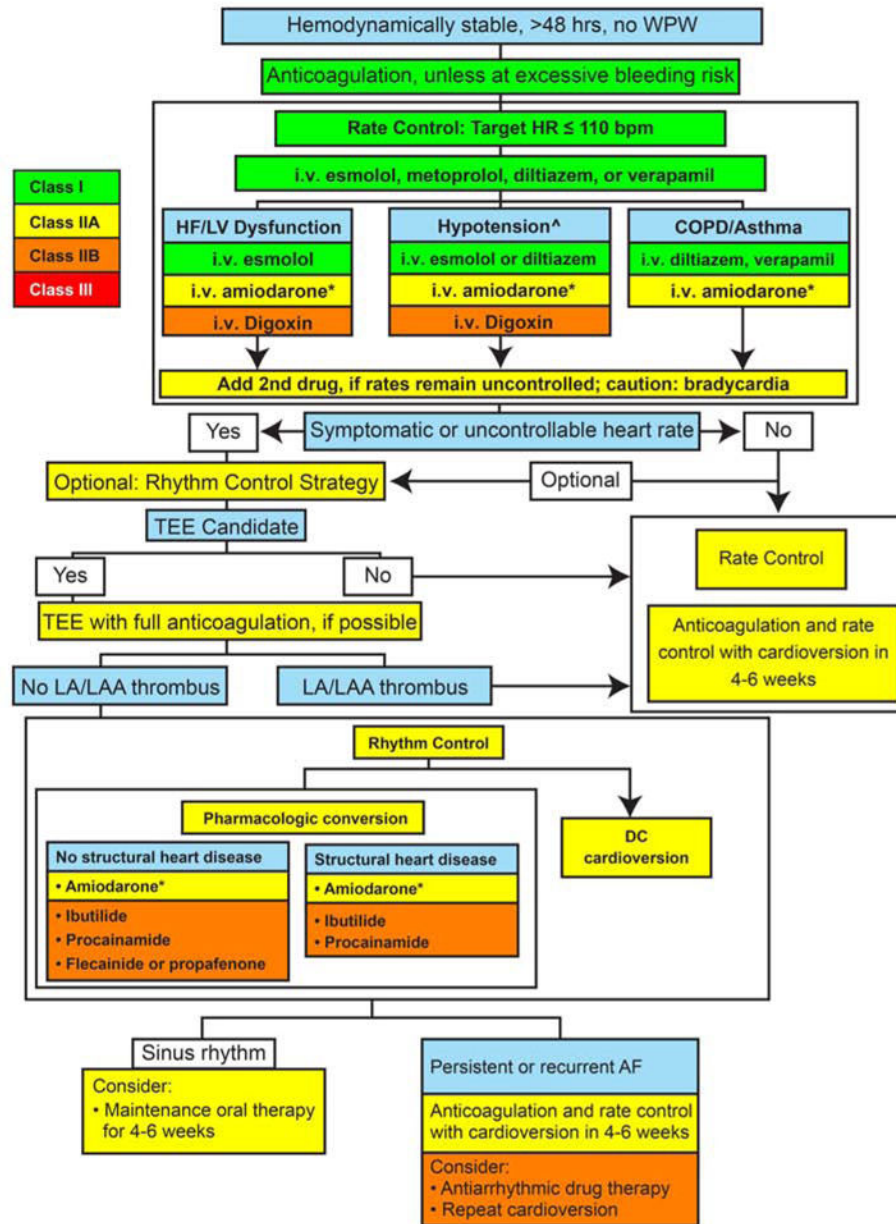 Hemodynamically stable, >48 hrs, no WPW
Anticoagulation, unless at excessive bleeding risk
Rate Control: Target HR ≤ 110 bpm
i.v. esmolol, metoprolol, diltiazem, or verapamil
Class I
Class IIA
Class IIB
Class III
HF/LV Dysfunction
i.v. esmolol
i.v. amiodarone*
i.v. Digoxin
Hypotension^
i.v. esmolol or diltiazem
i.v. amiodarone*
i.v. Digoxin
COPD/Asthma
i.v. diltiazem, verapamil
i.v. amiodarone*
Add 2nd drug, if rates remain uncontrolled; caution: bradycardia
Yes
Symptomatic or uncontrollable heart rate
No
Optional: Rhythm Control Strategy
Optional
TEE Candidate
Yes
No
Rate Control
Anticoagulation and rate
control with cardioversion in
4-6 weeks
TEE with full anticoagulation, if possible
No LA/LAA thrombus
LA/LAA thrombus
Rhythm Control
Pharmacologic conversion
DC
cardioversion
No structural heart disease
• Amiodarone*
• Ibutilide
• Procainamide
• Flecainide or propafenone
Structural heart disease
• Amiodarone*
• Ibutilide
• Procainamide
Sinus rhythm
Consider:
• Maintenance oral therapy
for 4-6 weeks
Persistent or recurrent AF
Anticoagulation and rate control
with cardioversion in 4-6 weeks
Consider:
• Antiarrhythmic drug therapy
• Repeat cardioversion